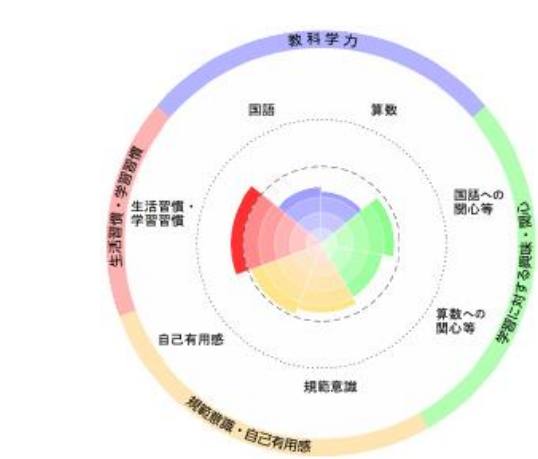 教科学力
国語
算数
生活習慣・学習習慣
生活習慣・
学習習慣
国語への
関心等
学習に対する興味・関心
算数への
関心等
自己有用感
規範意識
規範意識・自己有用感